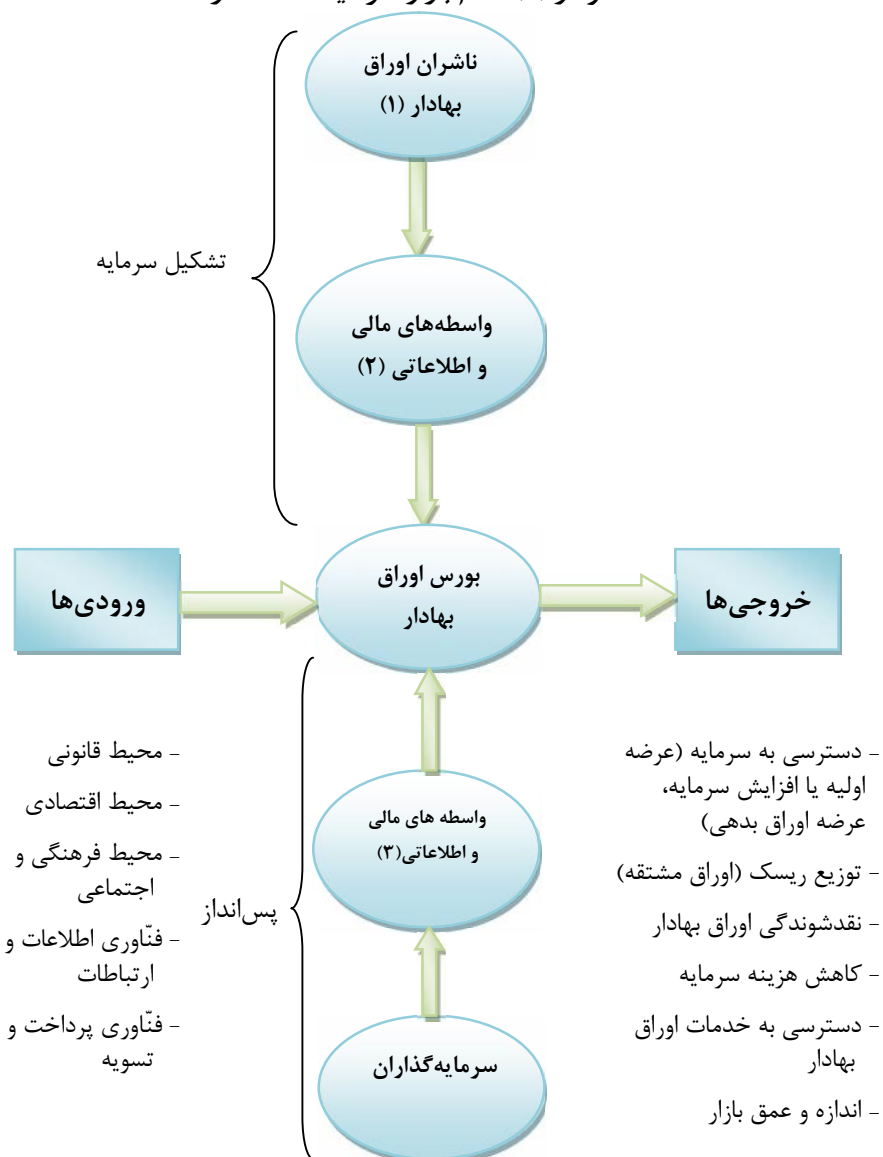 ناشران اوراق
بهادار (۱)
تشکیل سرمایه
واسطه‌های مالی
و اطلاعاتی (۲)
بورس اوراق
بهادار
ورودی‌ها
خروجی‌ها
- دسترسی به سرمایه (عرضه
اولیه یا افزایش سرمایه،
عرضه اوراق بدهی)
- توزیع ریسک (اوراق مشتقه)
- نقدشوندگی اوراق بهادار
- کاهش هزینه سرمایه
- دسترسی به خدمات اوراق
بهادار
- اندازه و عمق بازار
واسطه های مالی
و اطلاعاتی(۳)
پس‌انداز
سرمایه‌گذاران
- محیط قانونی
- محیط اقتصادی
- محیط فرهنگی و
اجتماعی
- فنّاوری اطلاعات و
ارتباطات
- فنّاوری پرداخت و
تسویه